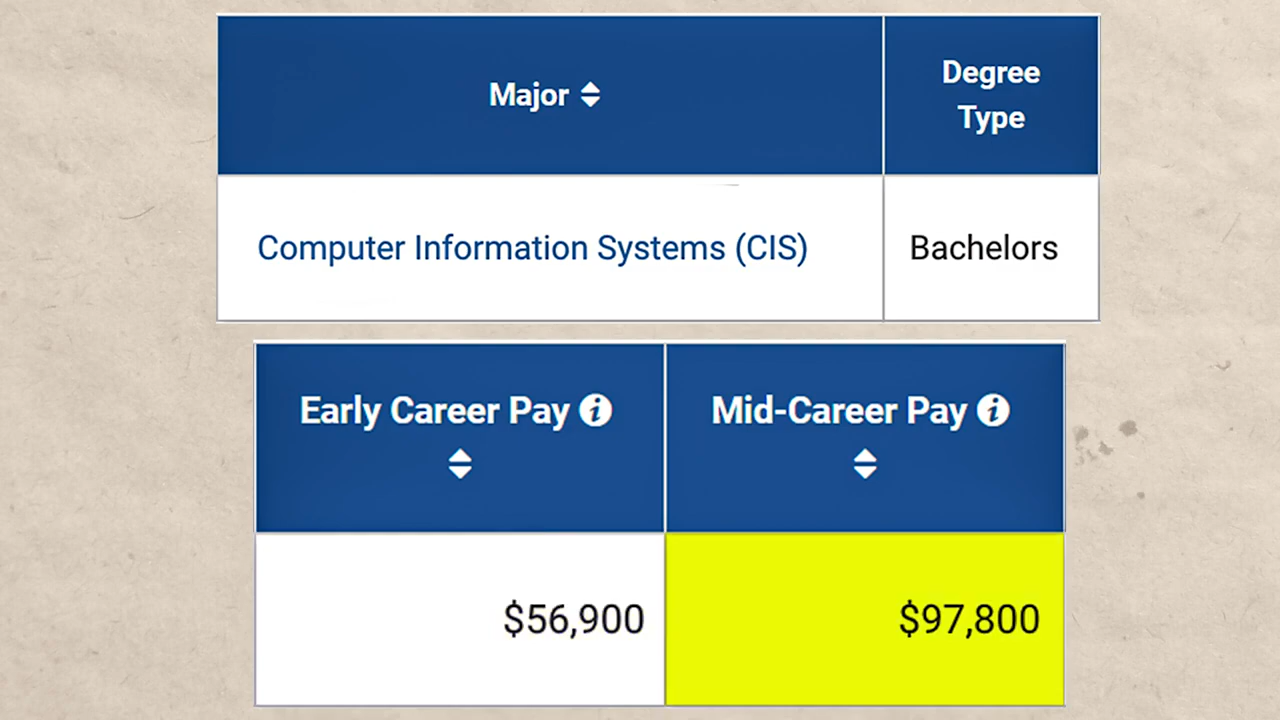 Major
Degree
Type
Computer Information Systems (CIS)
Bachelors
Early Career Pay
Mid-Career Pay
$56,900
$97,800